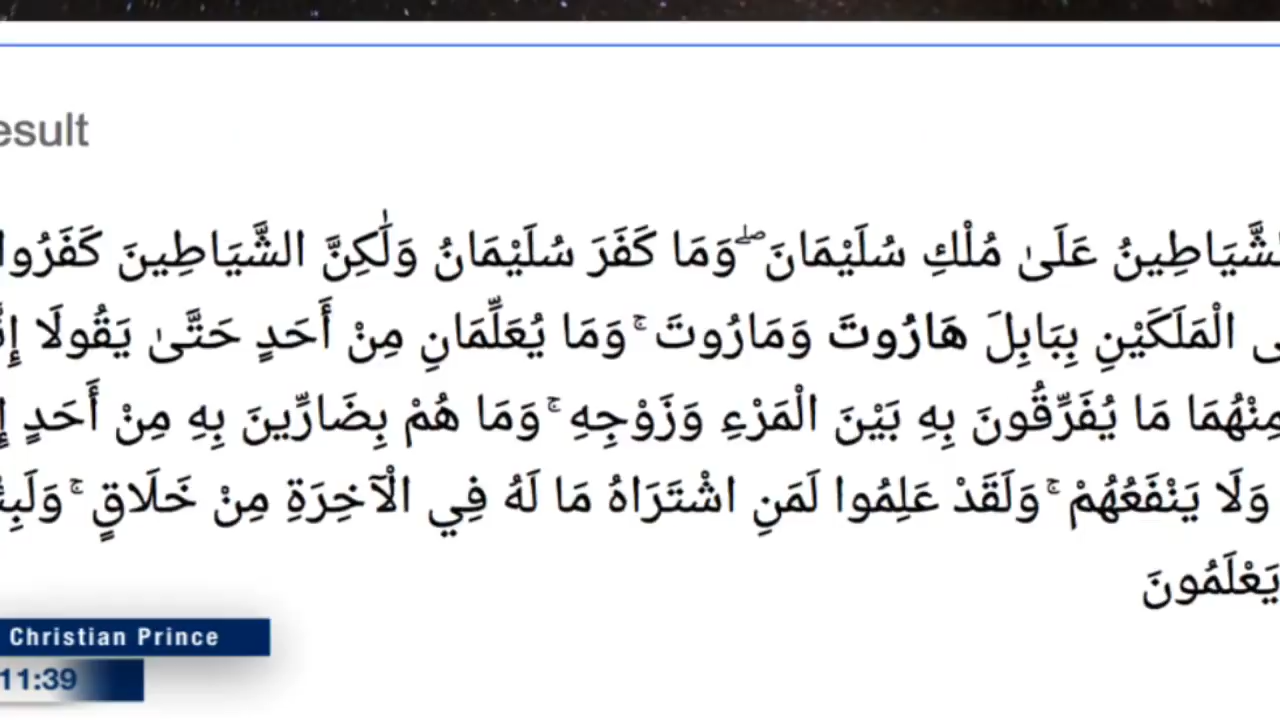 esult
لشَّيَاطِينُ عَلَىٰ مُلْكِ سُلَيْمَانَ ۖ وَمَا كَفَرَ سُلَيْمَانُ وَلَٰكِنَّ الشَّيَاطِينَ كَفَرُوا
ى الْمَلَكَيْنِ بِبَابِلَ هَارُوتَ وَمَارُوتَ ۚ وَمَا يُعَلِّمَانِ مِنْ أَحَدٍ حَتَّىٰ يَقُولَا
مِنْهُمَا مَا يُفَرِّقُونَ بِهِ بَيْنَ الْمَرْءِ وَزَوْجِهِ ۚ وَمَا هُمْ بِضَارِّينَ بِهِ مِنْ أَحَدٍ
وَلَا يَنْفَعُهُمْ ۚ وَلَقَدْ عَلِمُوا لَمَنِ اشْتَرَاهُ مَا لَهُ فِي الْآخِرَةِ مِنْ خَلَاقٍ ۚ
يَعْلَمُونَ
Christian Prince
11:39